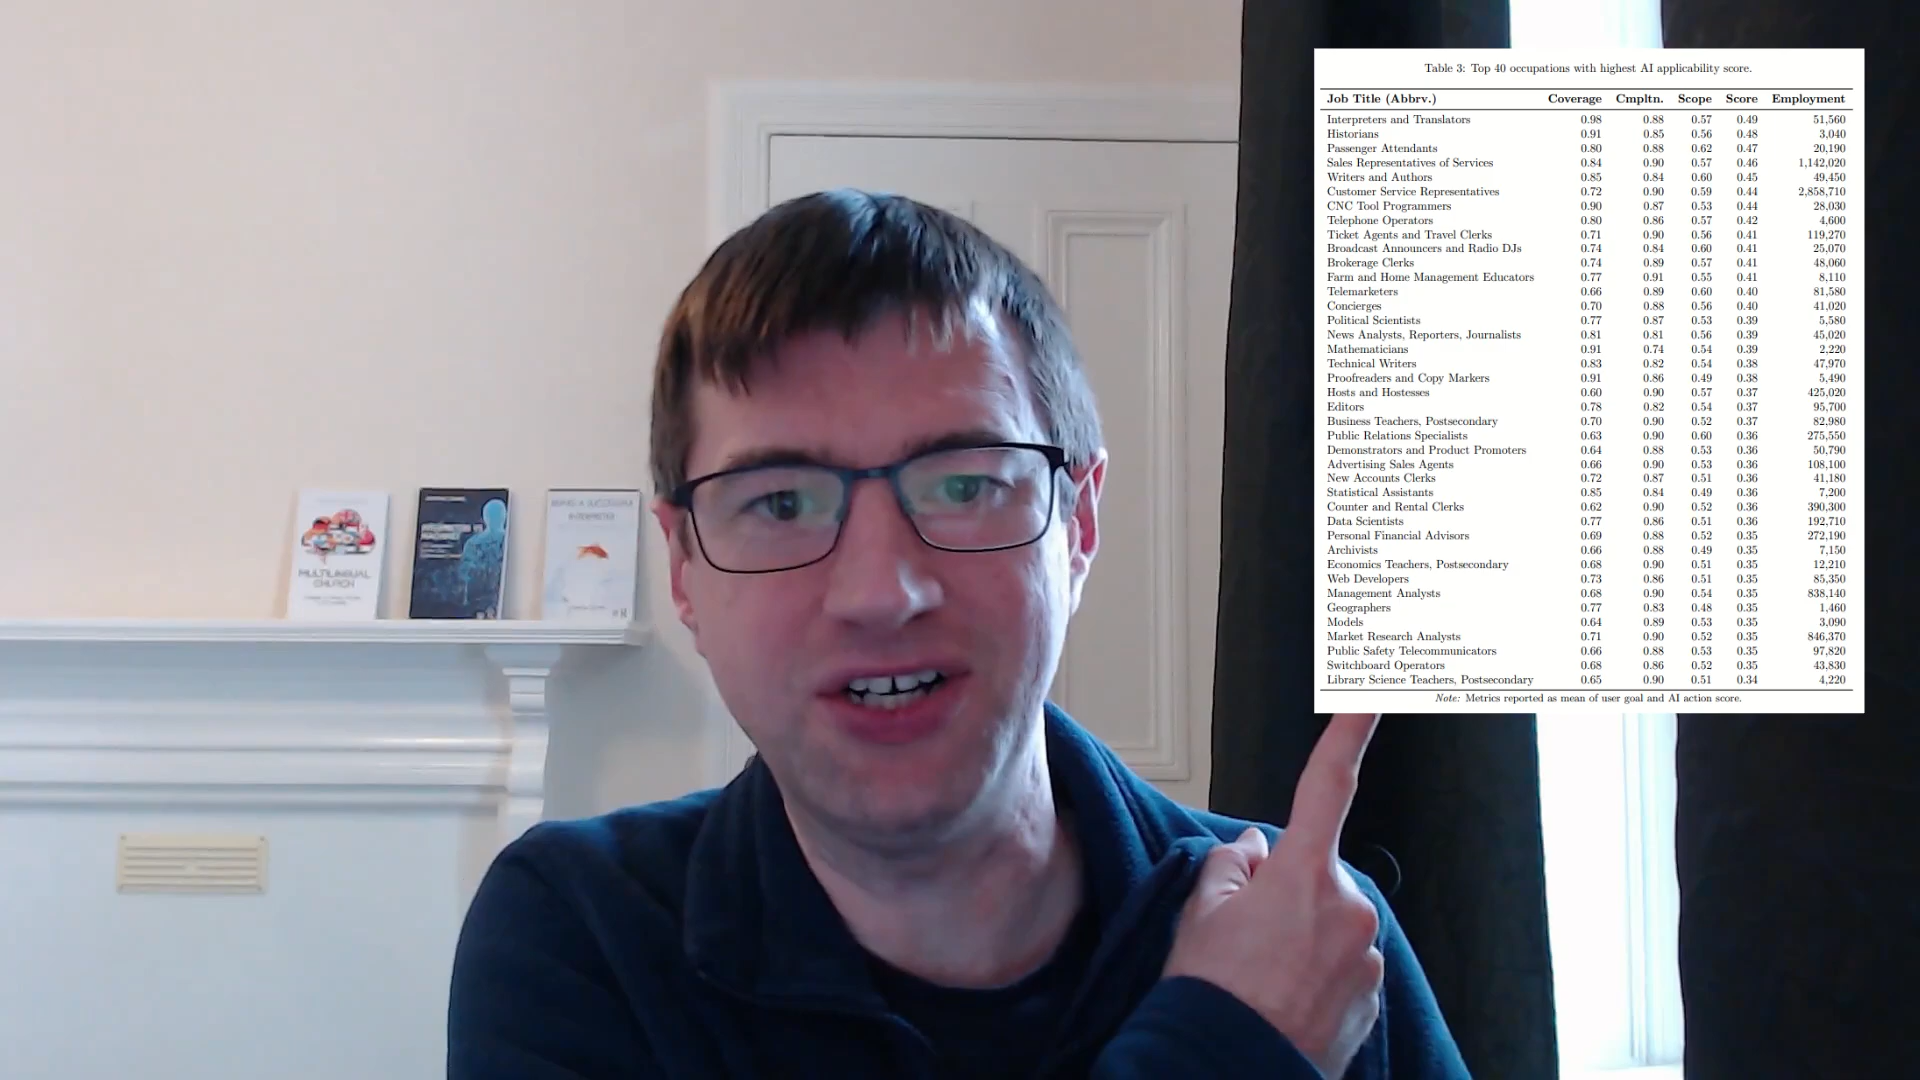 MULTILINGUAL
CHURCH
BEING A SUCCESSFUL
INTERPRETER
Table 3: Top 40 occupations with highest AI applicability score.
Job Title (Abbrv.) Coverage Cmpltn. Scope Score Employment
Interpreters and Translators 0.98 0.88 0.57 0.49 51,560
Historians 0.91 0.85 0.56 0.48 3,040
Passenger Attendants 0.80 0.88 0.62 0.47 20,190
Sales Representatives of Services 0.84 0.90 0.57 0.46 1,142,020
Writers and Authors 0.85 0.84 0.60 0.45 49,450
Customer Service Representatives 0.72 0.90 0.59 0.44 2,858,710
CNC Tool Programmers 0.90 0.87 0.53 0.44 28,030
Telephone Operators 0.80 0.86 0.57 0.42 4,600
Ticket Agents and Travel Clerks 0.71 0.90 0.56 0.41 119,270
Broadcast Announcers and Radio DJs 0.74 0.84 0.60 0.41 25,070
Brokerage Clerks 0.74 0.89 0.57 0.41 48,060
Farm and Home Management Educators 0.77 0.91 0.55 0.41 8,110
Telemarketers 0.66 0.89 0.60 0.40 81,580
Concierges 0.70 0.88 0.56 0.40 41,020
Political Scientists 0.77 0.87 0.53 0.39 5,580
News Analysts, Reporters, Journalists 0.81 0.81 0.56 0.39 45,020
Mathematicians 0.91 0.74 0.54 0.39 2,220
Technical Writers 0.83 0.82 0.54 0.38 47,970
Proofreaders and Copy Markers 0.91 0.86 0.49 0.38 5,490
Hosts and Hostesses 0.60 0.90 0.57 0.37 425,020
Editors 0.78 0.82 0.54 0.37 95,700
Business Teachers, Postsecondary 0.70 0.90 0.52 0.37 82,980
Public Relations Specialists 0.63 0.90 0.60 0.36 275,550
Demonstrators and Product Promoters 0.64 0.88 0.53 0.36 50,790
Advertising Sales Agents 0.66 0.90 0.53 0.36 108,100
New Accounts Clerks 0.72 0.87 0.51 0.36 41,180
Statistical Assistants 0.85 0.84 0.49 0.36 7,200
Counter and Rental Clerks 0.62 0.90 0.52 0.36 390,300
Data Scientists 0.77 0.86 0.51 0.36 192,710
Personal Financial Advisors 0.69 0.88 0.52 0.35 272,190
Archivists 0.66 0.88 0.49 0.35 7,150
Economics Teachers, Postsecondary 0.68 0.90 0.51 0.35 12,210
Web Developers 0.73 0.86 0.51 0.35 85,350
Management Analysts 0.68 0.90 0.54 0.35 838,140
Geographers 0.77 0.83 0.48 0.35 1,460
Models 0.64 0.89 0.53 0.35 3,090
Market Research Analysts 0.71 0.90 0.52 0.35 846,370
Public Safety Telecommunicators 0.66 0.88 0.53 0.35 97,820
Switchboard Operators 0.68 0.86 0.52 0.35 43,830
Library Science Teachers, Postsecondary 0.65 0.90 0.51 0.34 4,220
Note: Metrics reported as mean of user goal and AI action score.